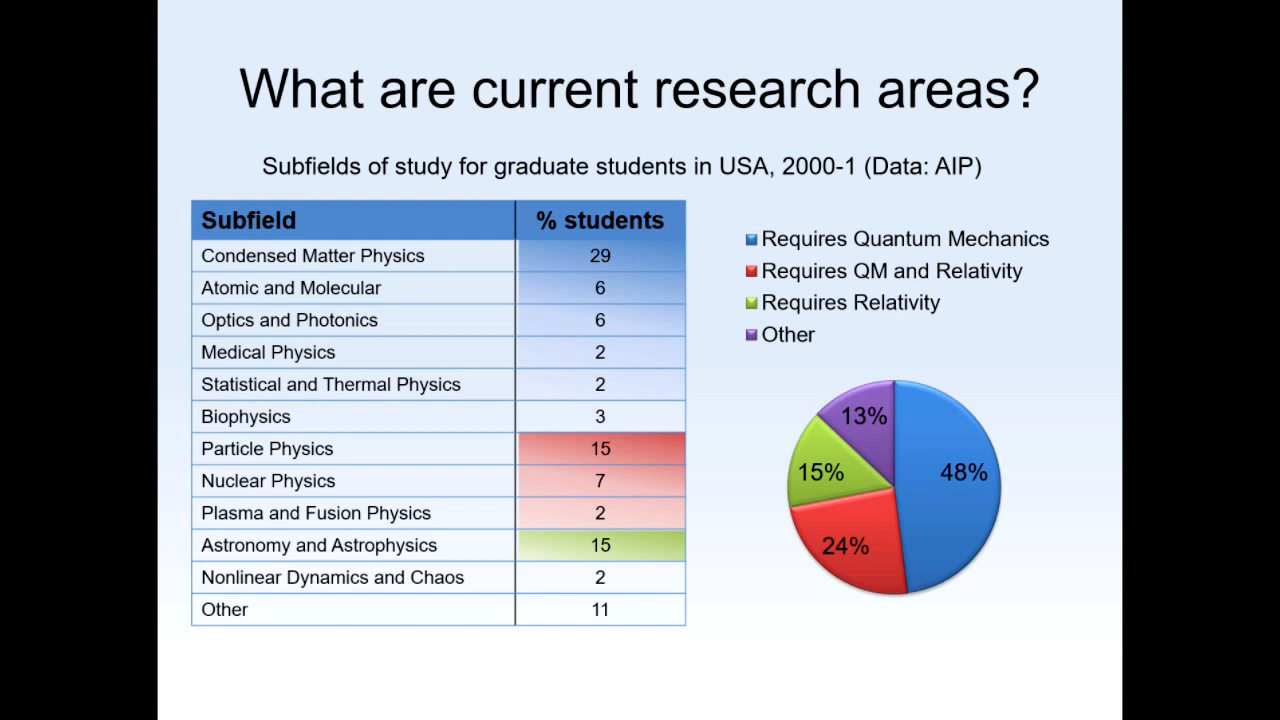 What are current research areas?
Subfields of study for graduate students in USA, 2000-1 (Data: AIP)
Subfield % students
Condensed Matter Physics 29
Atomic and Molecular 6
Optics and Photonics 6
Medical Physics 2
Statistical and Thermal Physics 2
Biophysics 3
Particle Physics 15
Nuclear Physics 7
Plasma and Fusion Physics 2
Astronomy and Astrophysics 15
Nonlinear Dynamics and Chaos 2
Other 11
Requires Quantum Mechanics
Requires QM and Relativity
Requires Relativity
Other
13%
15%
48%
24%